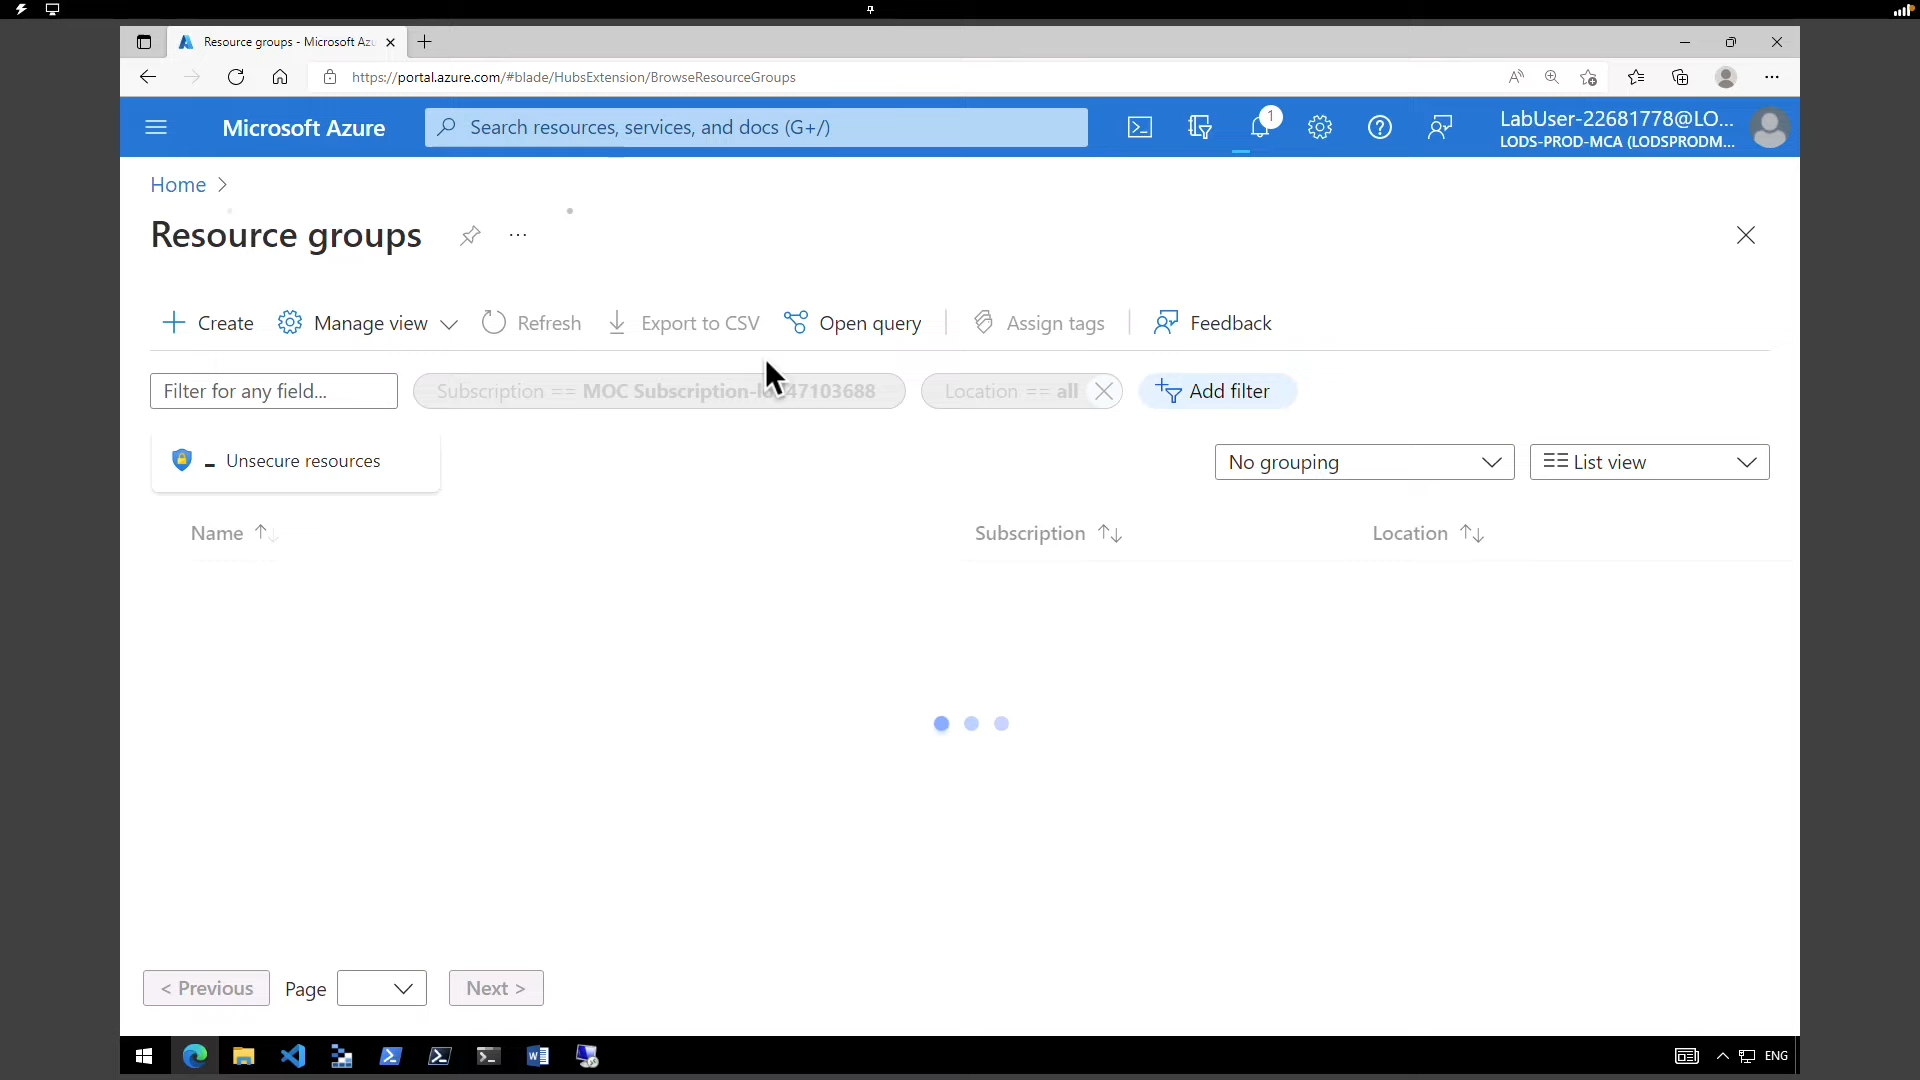 Resource groups - Microsoft Azu
https://portal.azure.com/#blade/HubsExtension/BrowseResourceGroups
Microsoft Azure
Search resources, services, and docs (G+/)
1
LabUser-22681778@LO...
LODS-PROD-MCA (LODSPRODM...
Home >
Resource groups
Create
Manage view
Refresh
Export to CSV
Open query
Assign tags
Feedback
Filter for any field...
Subscription == MOC
Location == all
Add filter
- Unsecure resources
No grouping
List view
Name
Subscription
Location
< Previous
Page
Next >
ENG